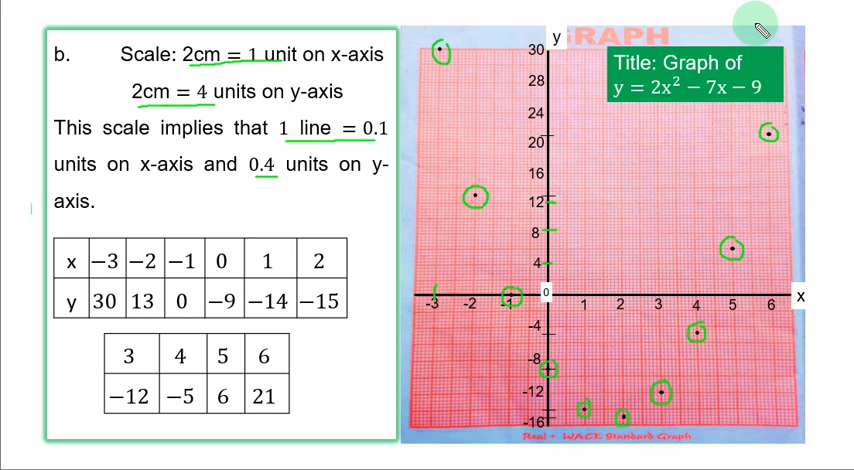 b. Scale: 2cm = 1 unit on x-axis
2cm = 4 units on y-axis
This scale implies that 1 line = 0.1
units on x-axis and 0.4 units on y-
axis.
x −3 −2 −1 0 1 2
y 30 13 0 −9 −14 −15
3 4 5 6
−12 −5 6 21
GRAPH
y
Title: Graph of
y = 2x² − 7x − 9
30
28
24
20
16
12
8
4
0
x
-3 -2 -1 1 2 3 4 5 6
-4
-8
-12
-16
Real + WACE Standard Graph